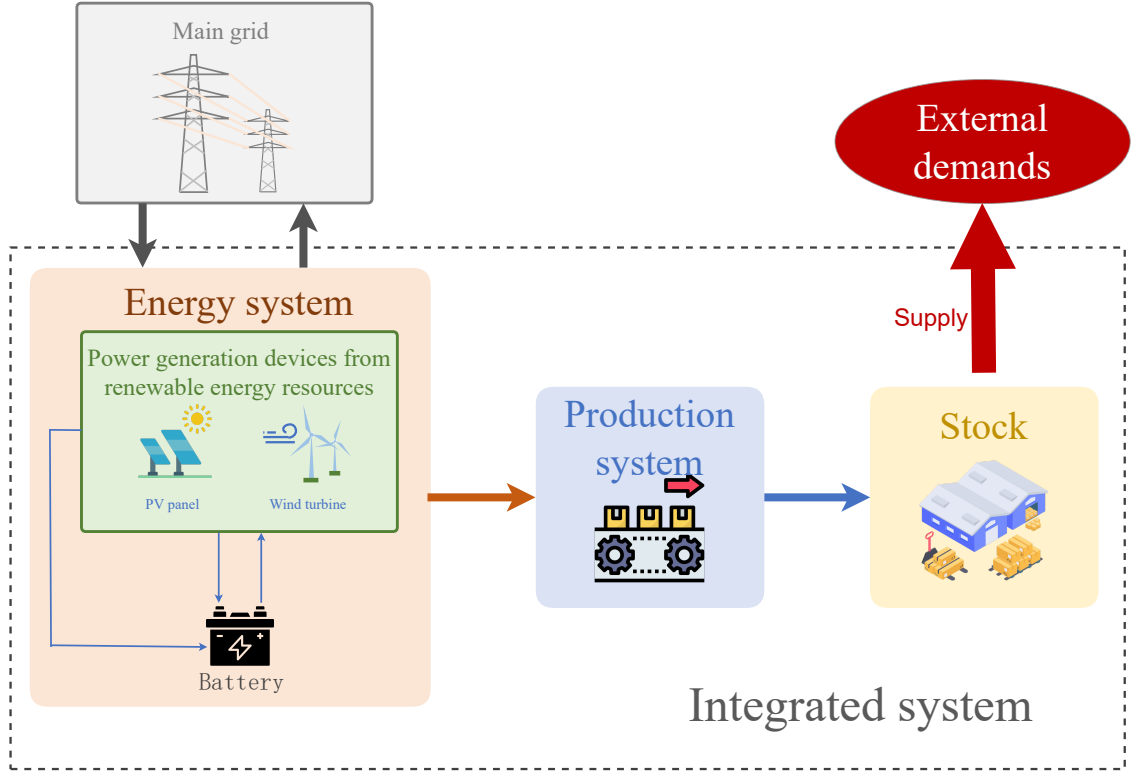 Main grid
External
demands
Energy system
Supply
Power generation devices from
renewable energy resources
PV panel
Wind turbine
Production
system
Stock
Battery
Integrated system